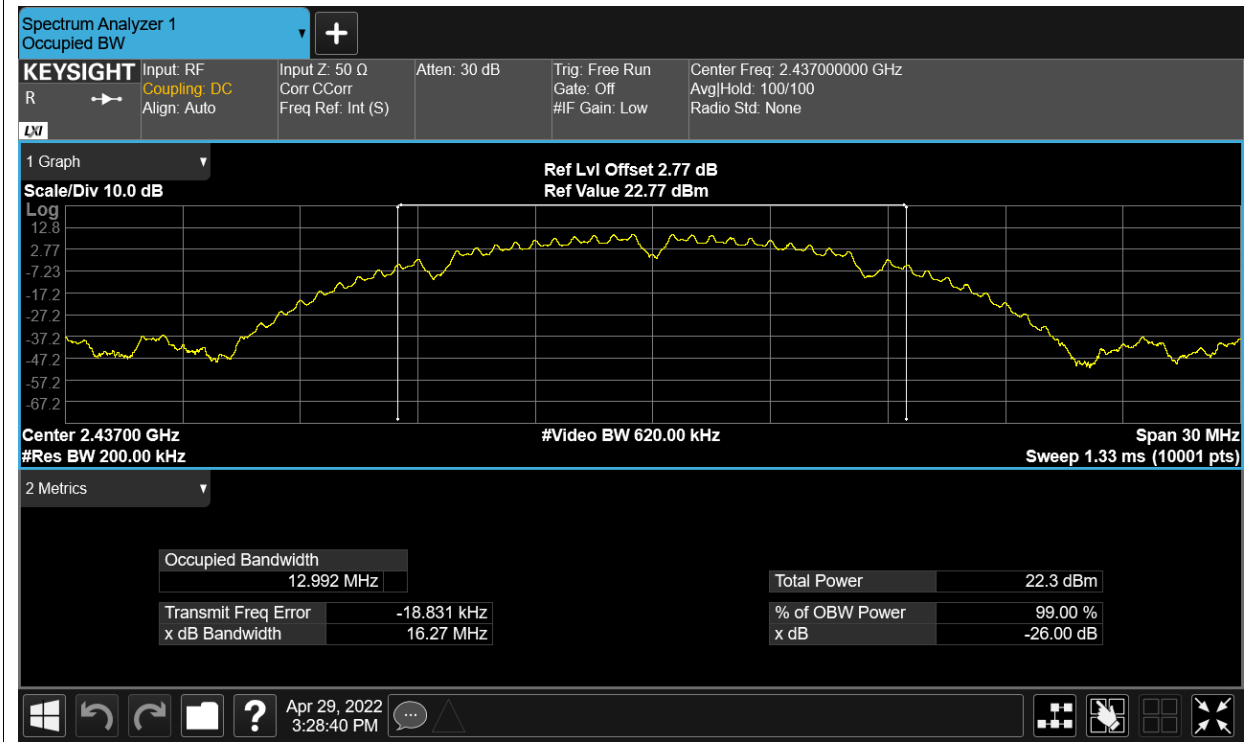 Spectrum Analyzer 1
Occupied BW
KEYSIGHT
R
LXI
Input: RF
Coupling: DC
Align: Auto
Input Z: 50 Ω
Corr CCorr
Freq Ref: Int (S)
Atten: 30 dB
Trig: Free Run
Gate: Off
#IF Gain: Low
Center Freq: 2.437000000 GHz
Avg|Hold: 100/100
Radio Std: None
1 Graph
Scale/Div 10.0 dB
Ref Lvl Offset 2.77 dB
Ref Value 22.77 dBm
Log
12.8
2.77
-7.23
-17.2
-27.2
-37.2
-47.2
-57.2
-67.2
Center 2.43700 GHz
#Res BW 200.00 kHz
#Video BW 620.00 kHz
Span 30 MHz
Sweep 1.33 ms (10001 pts)
2 Metrics
Occupied Bandwidth
12.992 MHz
Transmit Freq Error -18.831 kHz
x dB Bandwidth 16.27 MHz
Total Power 22.3 dBm
% of OBW Power 99.00 %
x dB -26.00 dB
?
Apr 29, 2022
3:28:40 PM